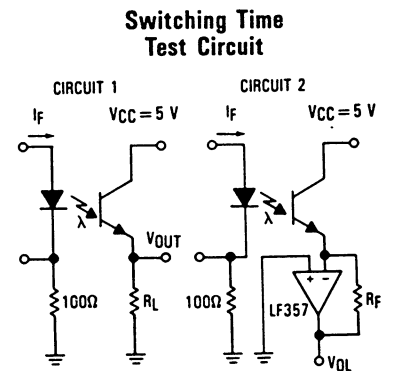 Switching Time
Test Circuit
CIRCUIT 1
CIRCUIT 2
IF
VCC = 5 V
IF
VCC = 5 V
λ
λ
VOUT
100Ω
RL
100Ω
+ -
LF357
RF
VOL